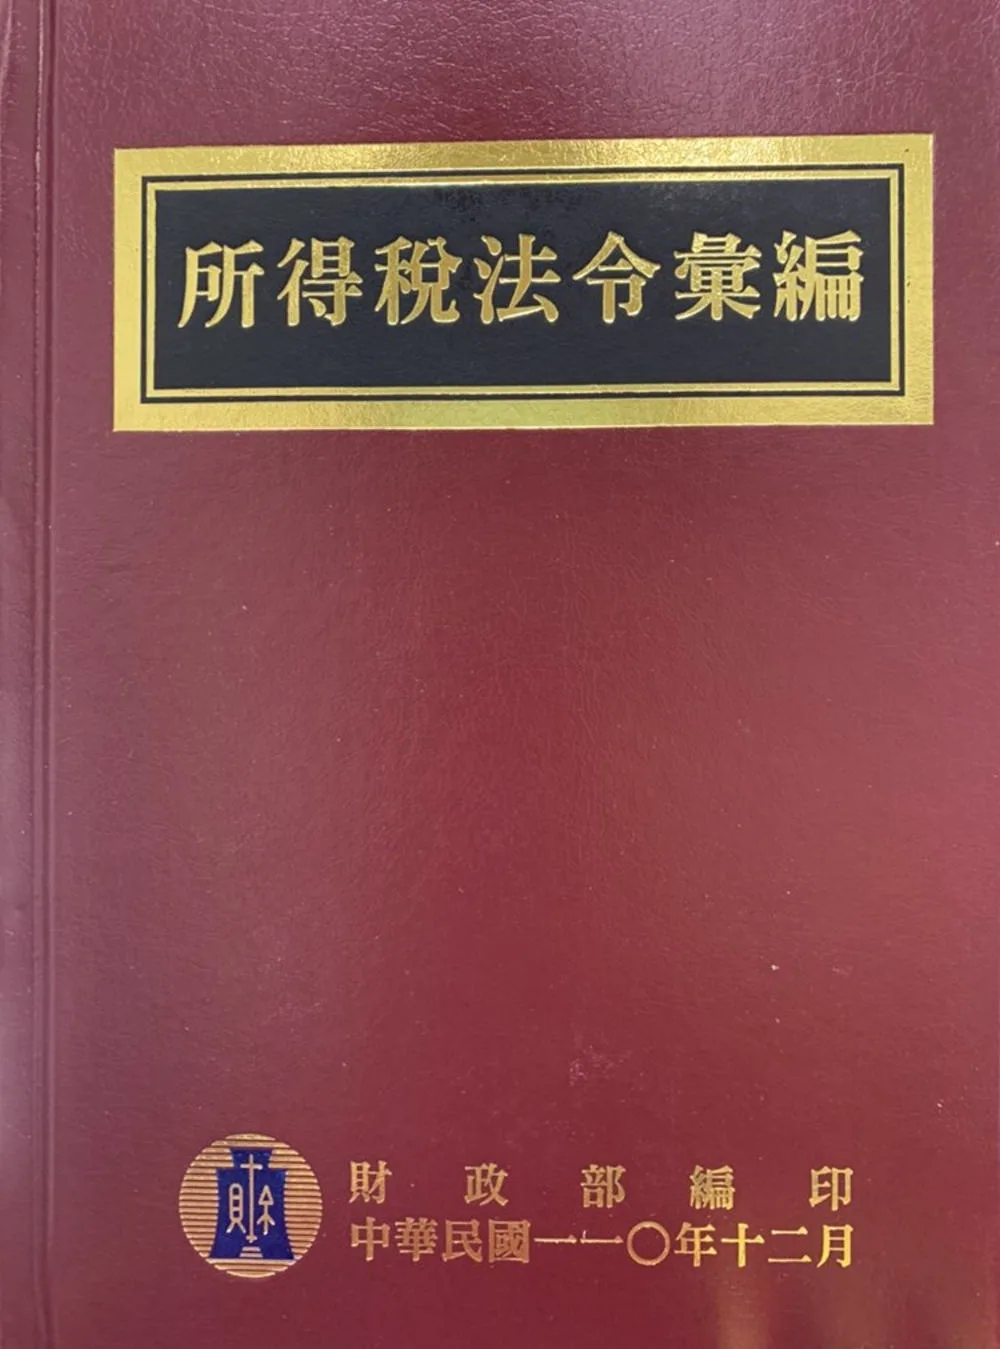 所得稅法令彙編
財政部編印
中華民國一一〇年十二月